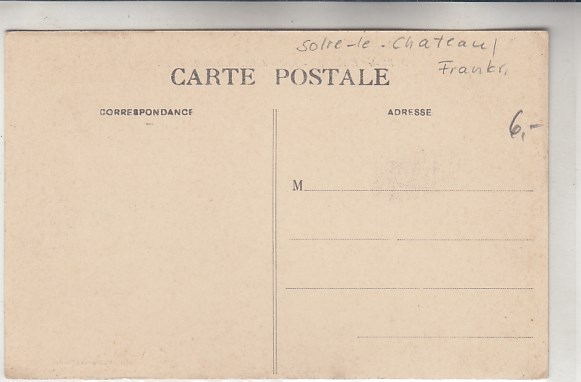 Solre-le-Chateau/
Frankr.
CARTE POSTALE
CORRESPONDANCE
ADRESSE
6,-
M